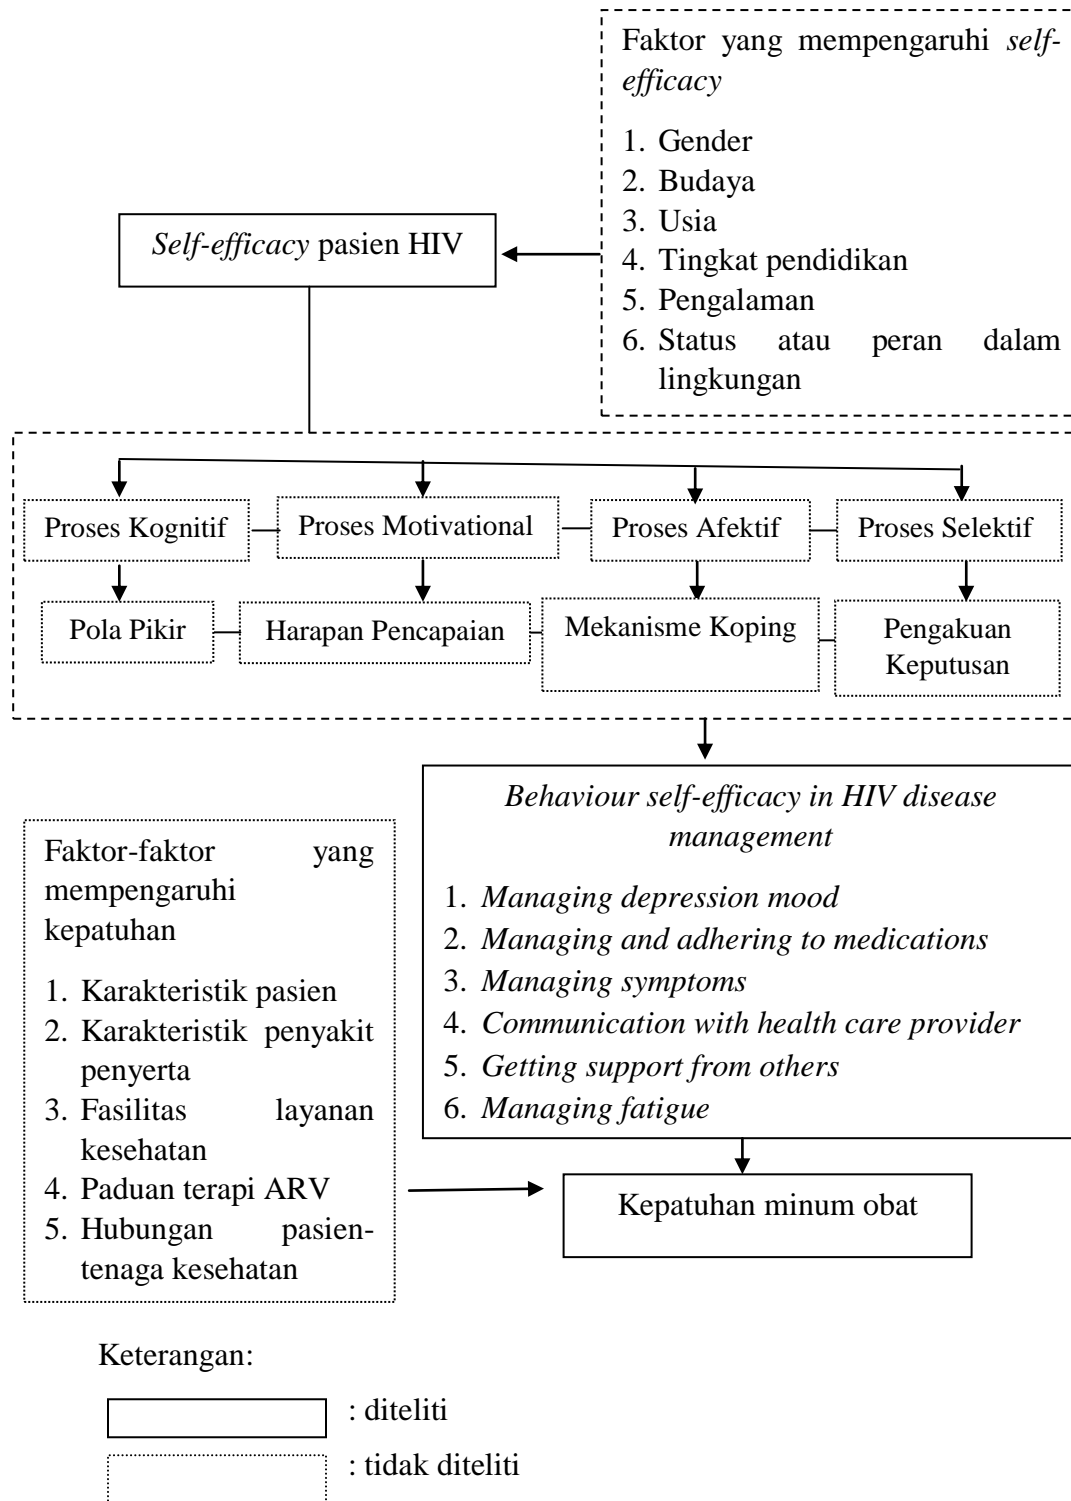 Faktor yang mempengaruhi self-
efficacy
1. Gender
2. Budaya
3. Usia
4. Tingkat pendidikan
5. Pengalaman
6. Status atau peran dalam
lingkungan
Self-efficacy pasien HIV
Proses Kognitif
Proses Motivational
Proses Afektif
Proses Selektif
Pola Pikir
Harapan Pencapaian
Mekanisme Koping
Pengakuan
Keputusan
Behaviour self-efficacy in HIV disease
management
1. Managing depression mood
2. Managing and adhering to medications
3. Managing symptoms
4. Communication with health care provider
5. Getting support from others
6. Managing fatigue
Faktor-faktor yang
mempengaruhi
kepatuhan
1. Karakteristik pasien
2. Karakteristik penyakit
penyerta
3. Fasilitas layanan
kesehatan
4. Paduan terapi ARV
5. Hubungan pasien-
tenaga kesehatan
Kepatuhan minum obat
Keterangan:
: diteliti
: tidak diteliti